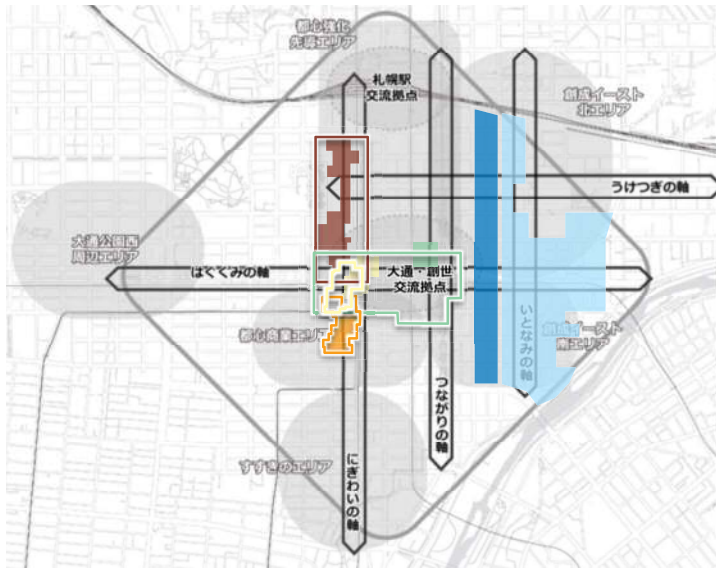 都心強化
先導エリア
札幌駅
交流拠点
創成イースト
北エリア
うけつぎの軸
大通公園西
周辺エリア
はぐくみの軸
大通・創世
交流拠点
いとなみの軸
創成イースト
南エリア
都心商業エリア
つながりの軸
すすきのエリア
にぎわいの軸